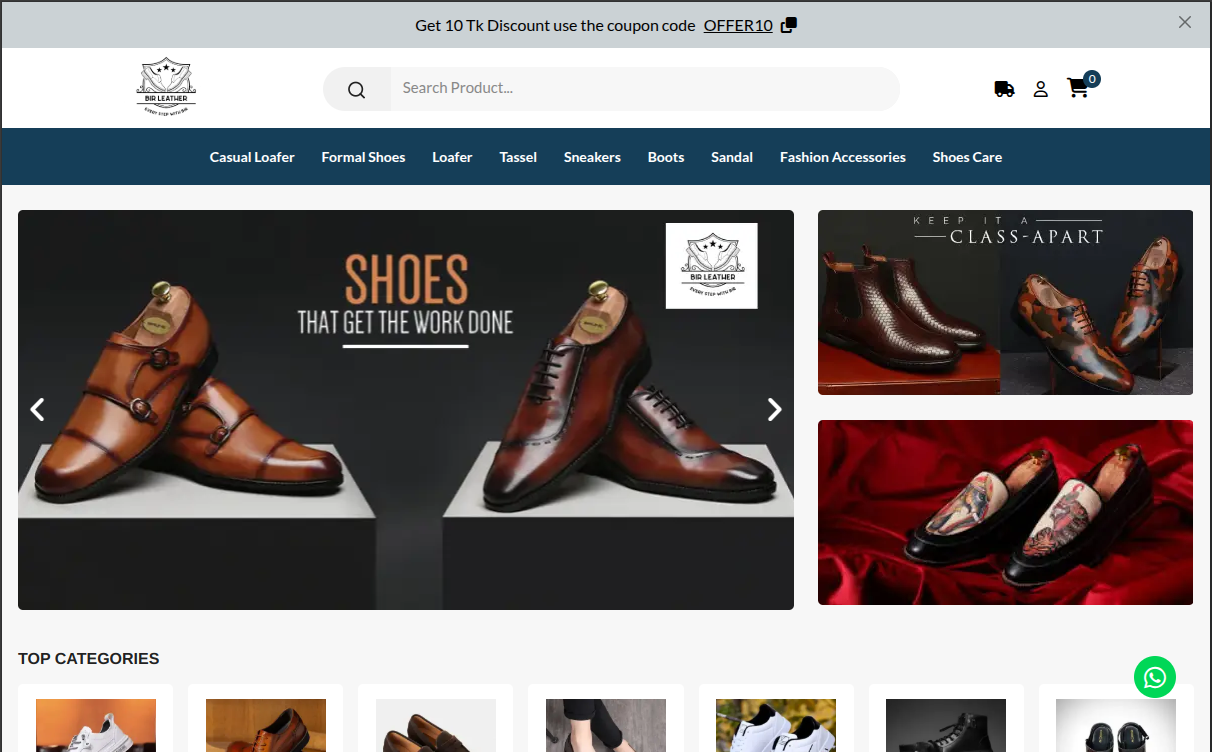 Get 10 Tk Discount use the coupon code OFFER10
BIR LEATHER
EVERY STEP WITH BIR
Search Product...
0
Casual Loafer Formal Shoes Loafer Tassel Sneakers Boots Sandal Fashion Accessories Shoes Care
SHOES
THAT GET THE WORK DONE
BIR LEATHER
EVERY STEP WITH BIR
KEEP IT A
CLASS-APART
TOP CATEGORIES